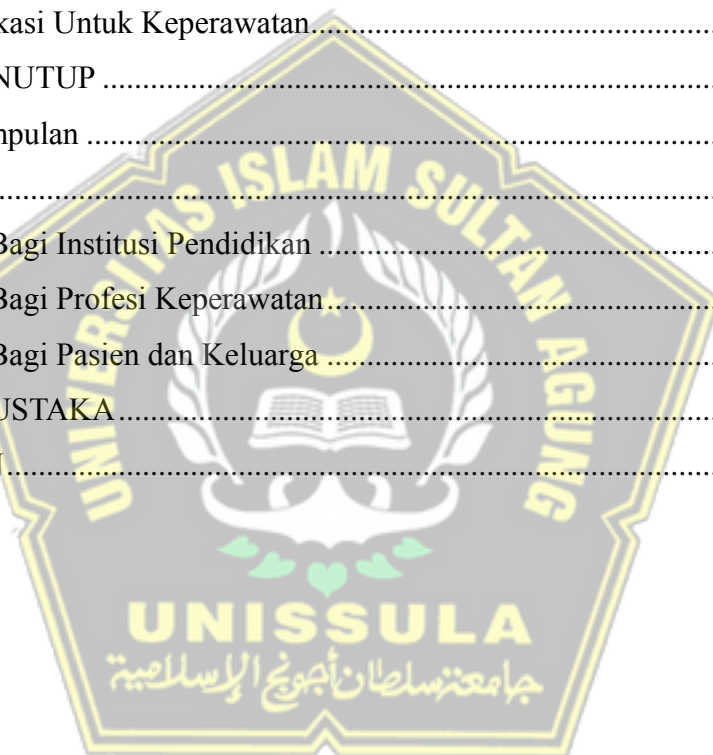 kasi Untuk Keperawatan..........................................................
NUTUP ....................................................................................
mpulan ......................................................................................
..................................................................................................
Bagi Institusi Pendidikan .........................................................
Bagi Profesi Keperawatan........................................................
Bagi Pasien dan Keluarga ........................................................
USTAKA..................................................................................
N................................................................................................
UNIVERSITAS ISLAM SULTAN AGUNG
UNISSULA
جامعة سلطان أجونج الإسلامية